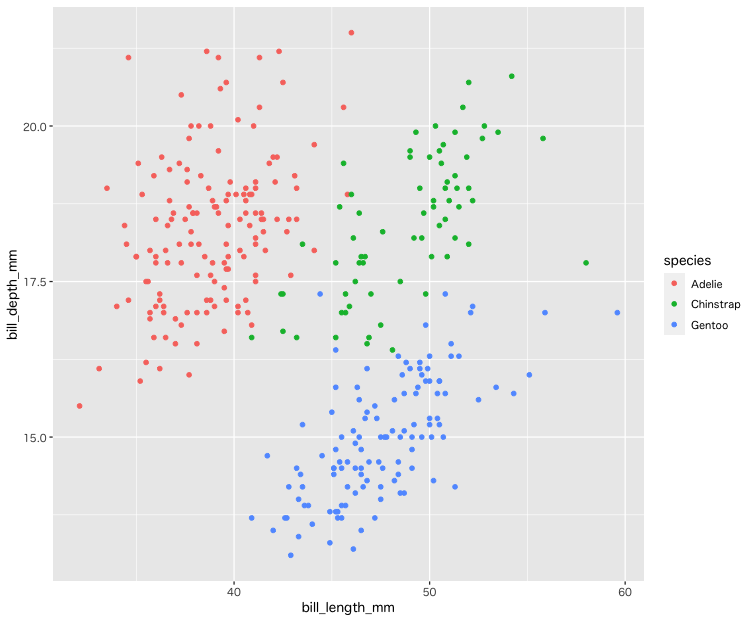 20.0
17.5
15.0
bill_depth_mm
40
50
60
bill_length_mm
species
Adelie
Chinstrap
Gentoo